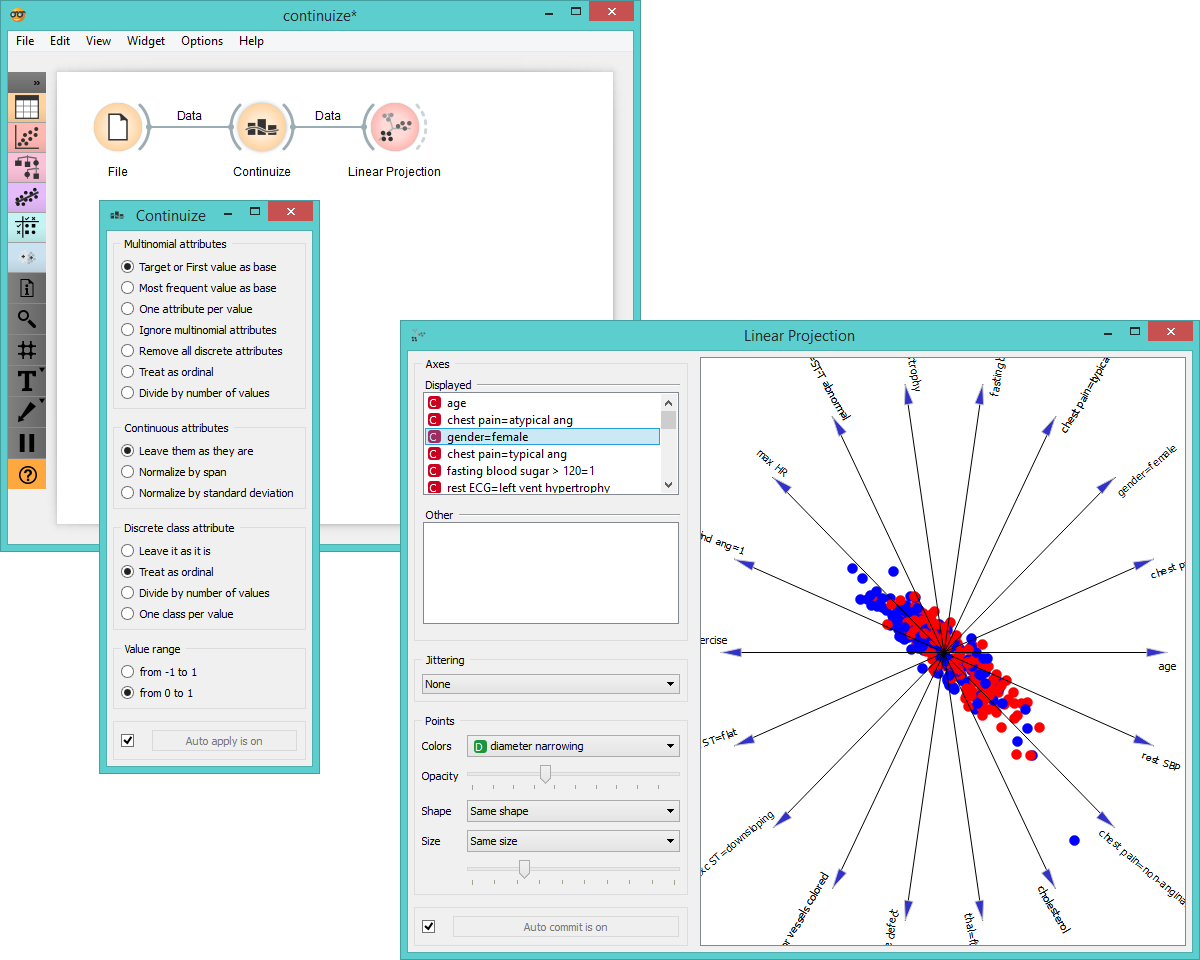 continuize*
File Edit View Widget Options Help
»
Data Data
File Continuize Linear Projection
Continuize
Multinomial attributes
Target or First value as base
Most frequent value as base
One attribute per value
Ignore multinomial attributes
Remove all discrete attributes
Treat as ordinal
Divide by number of values
Continuous attributes
Leave them as they are
Normalize by span
Normalize by standard deviation
Discrete class attribute
Leave it as it is
Treat as ordinal
Divide by number of values
One class per value
Value range
from -1 to 1
from 0 to 1
Auto apply is on
Linear Projection
Axes
Displayed
C age
C chest pain=atypical ang
C gender=female
C chest pain=typical ang
C fasting blood sugar > 120=1
C rest ECG=left vent hypertrophy
Other
Jittering
None
Points
Colors D diameter narrowing
Opacity
Shape Same shape
Size Same size
Auto commit is on
=ST-T abnormal
trophy
fasting
chest pain=typica
max HR
gender=female
nd ang=1
chest p
ercise
age
ST=flat
rest SBP
xc ST=downsloping
chest pain=non-angina
or vessels colored
cholesterol
e defect
thal=f